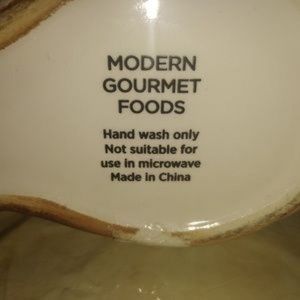 MODERN
GOURMET
FOODS
Hand wash only
Not suitable for
use in microwave
Made in China